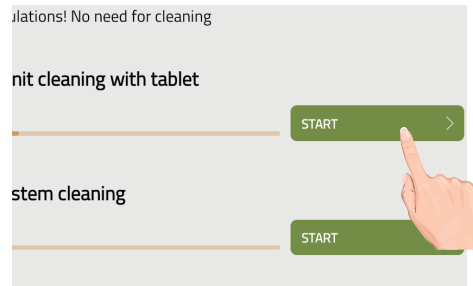 ulations! No need for cleaning
nit cleaning with tablet
START
stem cleaning
START